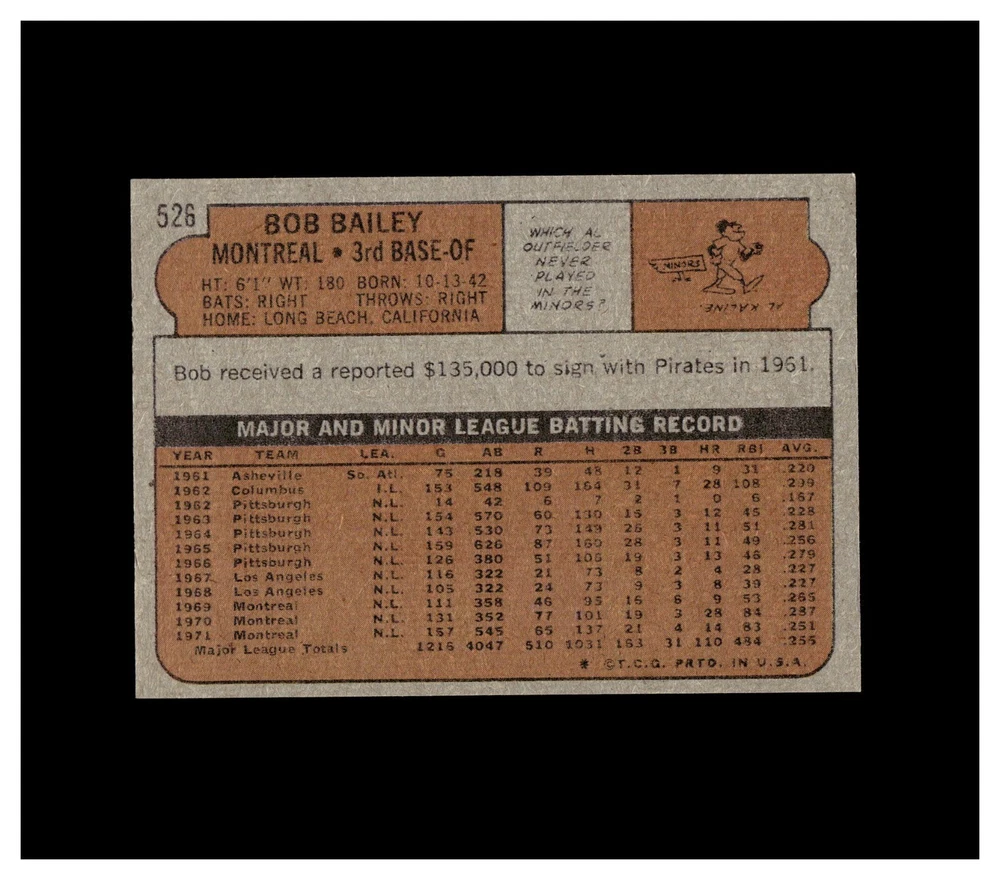 526
BOB BAILEY
MONTREAL • 3rd BASE-OF
HT: 6'1" WT: 180 BORN: 10-13-42
BATS: RIGHT THROWS: RIGHT
HOME: LONG BEACH, CALIFORNIA
WHICH AL
OUTFIELDER
NEVER
PLAYED
IN THE
MINORS?
MINORS
AL KALINE
Bob received a reported $135,000 to sign with Pirates in 1961.
MAJOR AND MINOR LEAGUE BATTING RECORD
YEAR TEAM LEA. G AB R H 2B 3B HR RBI AVG.
1961 Asheville So. Atl. 75 218 39 48 12 1 9 31 .220
1962 Columbus I.L. 153 548 109 164 31 7 28 108 .299
1962 Pittsburgh N.L. 14 42 6 7 2 1 0 6 .167
1963 Pittsburgh N.L. 154 570 60 130 15 3 12 45 .228
1964 Pittsburgh N.L. 143 530 73 149 26 3 11 51 .281
1965 Pittsburgh N.L. 159 626 87 160 28 3 11 49 .256
1966 Pittsburgh N.L. 126 380 51 106 19 3 13 46 .279
1967 Los Angeles N.L. 116 322 21 73 8 2 4 28 .227
1968 Los Angeles N.L. 105 322 24 73 9 3 8 39 .227
1969 Montreal N.L. 111 358 46 95 16 6 9 53 .265
1970 Montreal N.L. 131 352 77 101 19 3 28 84 .287
1971 Montreal N.L. 157 545 65 137 21 4 14 83 .251
Major League Totals 1216 4047 510 1031 163 31 110 484 .255
* ©T.C.G. PRTD. IN U.S.A.